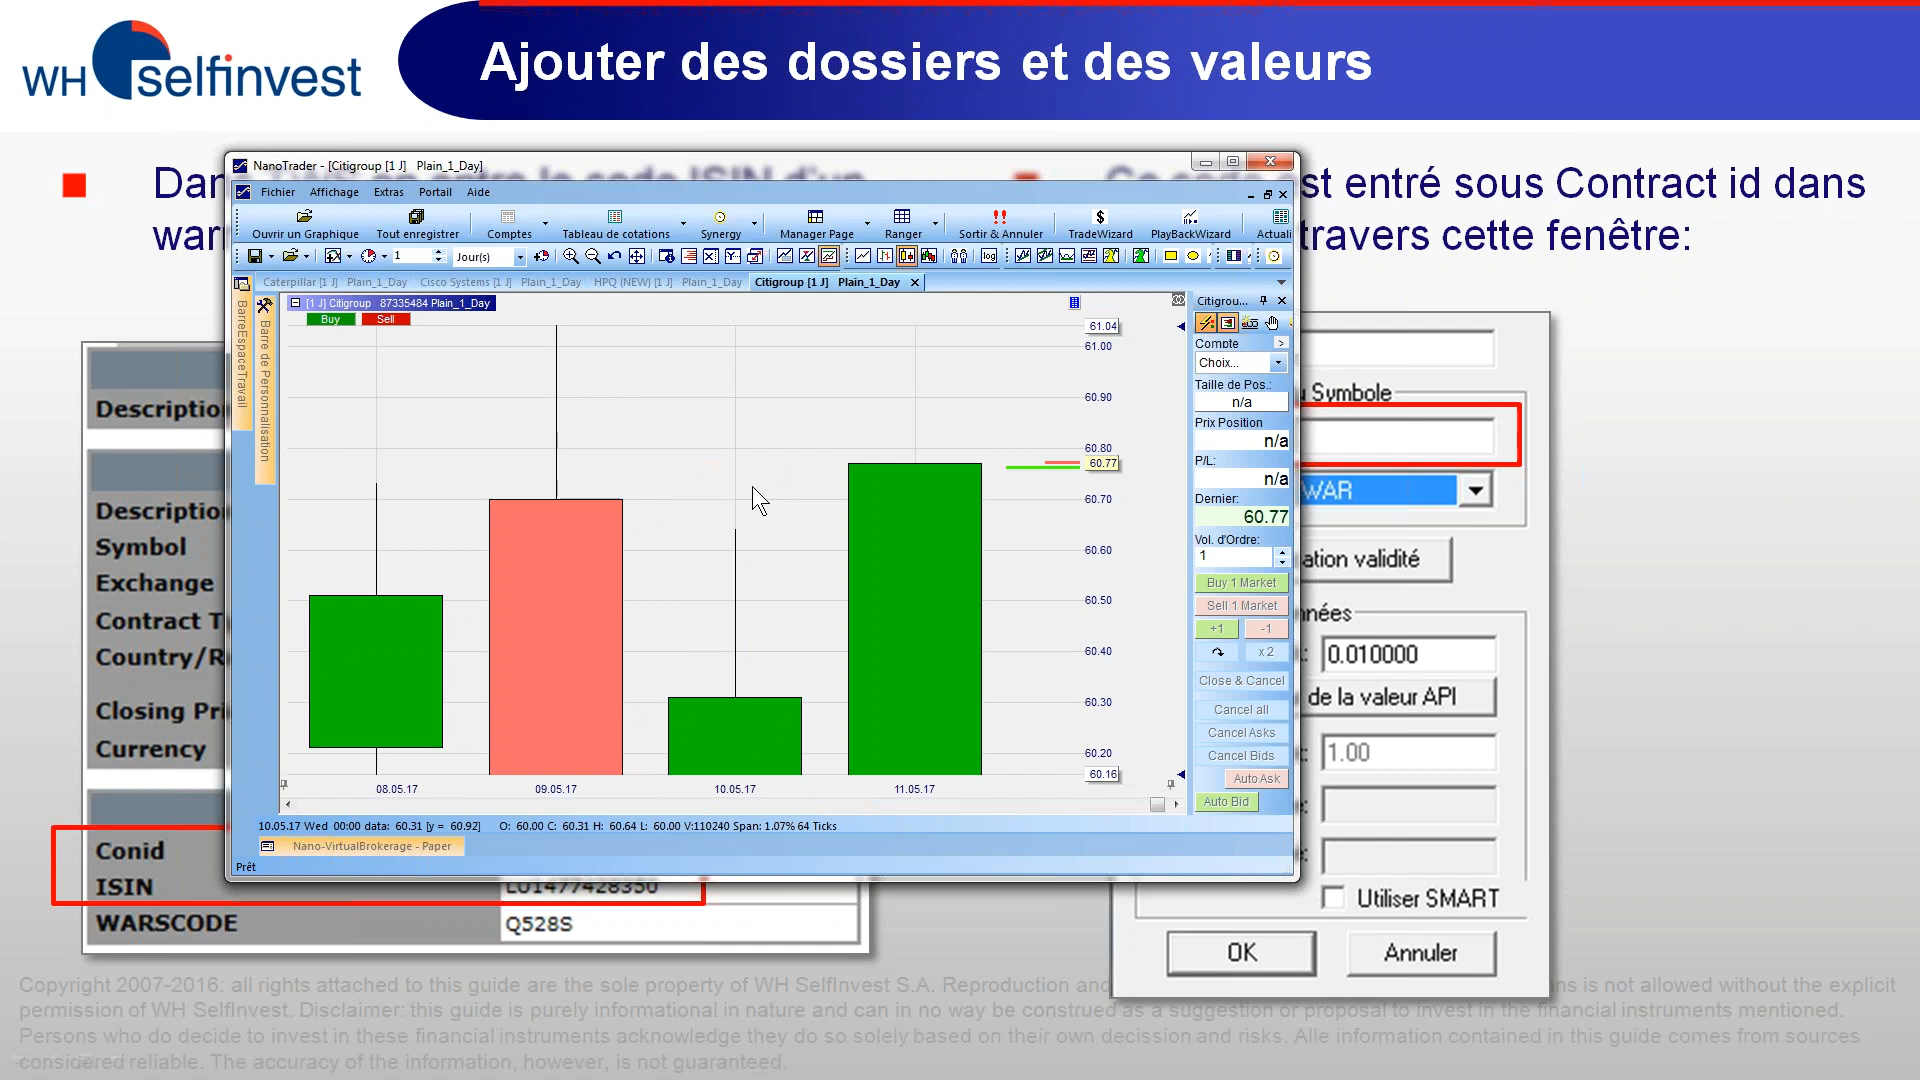 WH selfinvest
Ajouter des dossiers et des valeurs
est entré sous Contract id dans
travers cette fenêtre:
NanoTrader - [Citigroup [1 J] Plain_1_Day]
Fichier Affichage Extras Portail Aide
Ouvrir un Graphique Tout enregistrer Comptes Tableau de cotations Synergy Manager Page Ranger Sortir & Annuler TradeWizard PlayBackWizard Actuali
1 Jour(s)
Caterpillar [1 J] Plain_1_Day Cisco Systems [1 J] Plain_1_Day HPQ (NEW) [1 J] Plain_1_Day Citigroup [1 J] Plain_1_Day
BarreEspaceTravail
Barre de Personnalisation
[1 J] Citigroup 87335484 Plain_1_Day
Buy Sell
61.04
61.00
60.90
60.80
60.77
60.70
60.60
60.50
60.40
60.30
60.20
60.16
08.05.17 09.05.17 10.05.17 11.05.17
Citigrou...
Compte
Choix...
Taille de Pos.:
n/a
Prix Position
n/a
P/L:
n/a
Dernier:
60.77
Vol. d'Ordre:
1
Buy 1 Market
Sell 1 Market
+1 -1
x 2
Close & Cancel
Cancel all
Cancel Asks
Cancel Bids
Auto Ask
Auto Bid
10.05.17 Wed 00:00 data: 60.31 [y = 60.92] O: 60.00 C: 60.31 H: 60.64 L: 60.00 V:110240 Span: 1.07% 64 Ticks
Nano-VirtualBrokerage - Paper
Prêt
Description
Description
Symbol
Exchange
Contract T
Country/R
Closing Pri
Currency
Conid
ISIN LU1477428350
WARSCODE Q528S
Symbole
WAR
ation validité
nnées
0.010000
de la valeur API
1.00
Utiliser SMART
OK Annuler
Copyright 2007-2016: all rights attached to this guide are the sole property of WH SelfInvest S.A. Reproduction and ns is not allowed without the explicit
permission of WH SelfInvest. Disclaimer: this guide is purely informational in nature and can in no way be construed as a suggestion or proposal to invest in the financial instruments mentioned.
Persons who do decide to invest in these financial instruments acknowledge they do so solely based on their own decission and risks. Alle information contained in this guide comes from sources
considered reliable. The accuracy of the information, however, is not guaranteed.